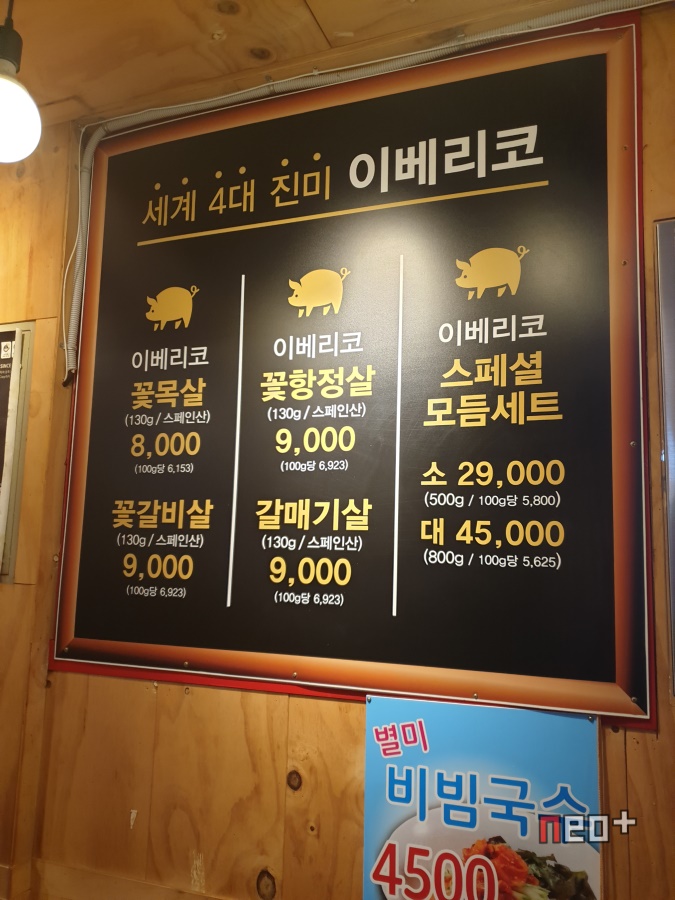 세계 4대 진미 이베리코
이베리코
꽃목살
(130g / 스페인산)
8,000
(100g당 6,153)
꽃갈비살
(130g / 스페인산)
9,000
(100g당 6,923)
이베리코
꽃항정살
(130g / 스페인산)
9,000
(100g당 6,923)
갈매기살
(130g / 스페인산)
9,000
(100g당 6,923)
이베리코
스페셜
모듬세트
소 29,000
(500g / 100g당 5,800)
대 45,000
(800g / 100g당 5,625)
별미
비빔국수
4500
neo+